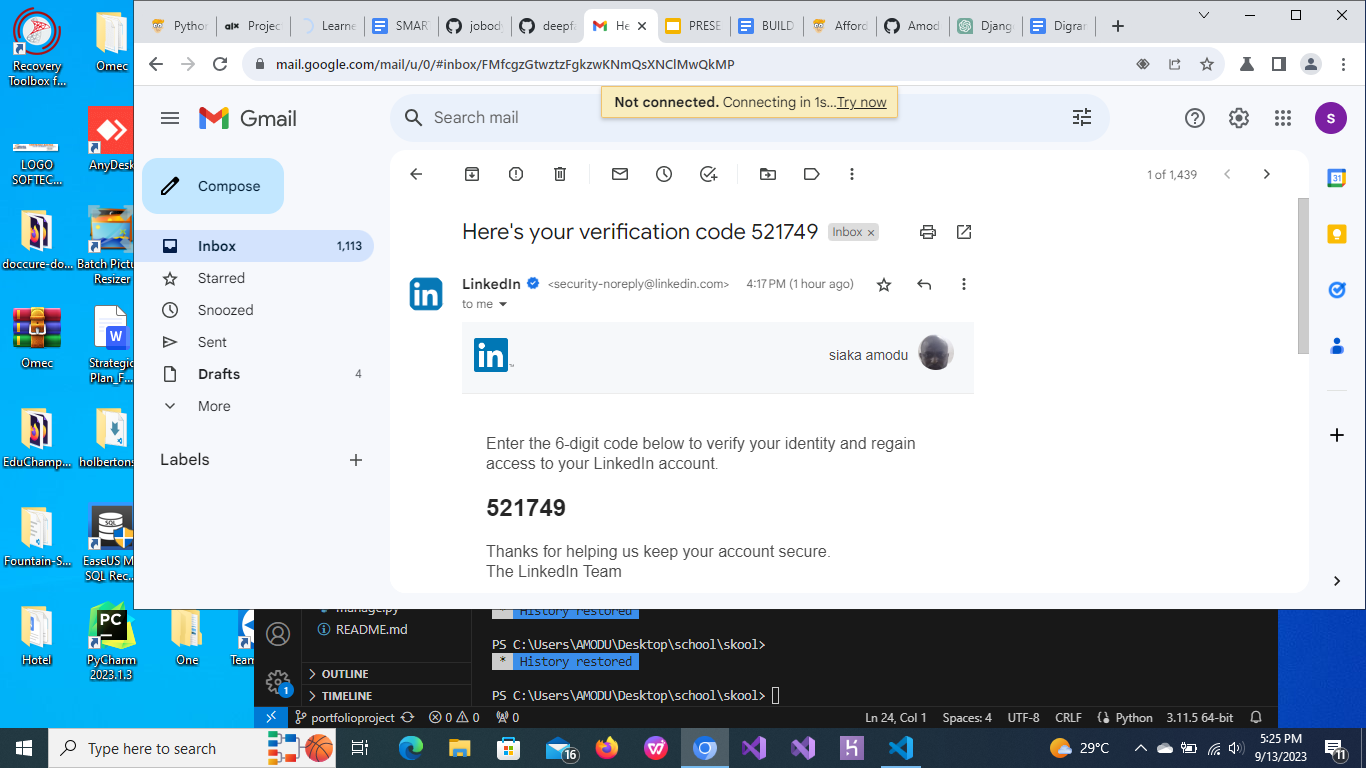 Python
Project
Learne
SMAR
jobody
deepfa
He
PRESE
BUILD
Afford
Amod
Djang
Digran
mail.google.com/mail/u/0/#inbox/FMfcgzGtwztzFgkzwKNmQsXNClMwQkMP
Not connected. Connecting in 1s...Try now
Gmail
Search mail
S
Compose
1 of 1,439
Inbox 1,113
Starred
Snoozed
Sent
Drafts 4
More
Labels
Here's your verification code 521749 Inbox x
LinkedIn <security-noreply@linkedin.com> 4:17 PM (1 hour ago)
to me
in
in
siaka amodu
Enter the 6-digit code below to verify your identity and regain
access to your LinkedIn account.
521749
Thanks for helping us keep your account secure.
The LinkedIn Team
31
Recovery
Toolbox f...
Omec
LOGO
SOFTEC...
AnyDesk
doccure-do...
Batch Pictu
Resizer
Omec
W
Strategic
Plan_F...
EduChamp...
holbertons
Fountain-S...
SQL
EaseUS M
SQL Rec...
Hotel
PC
PyCharm
2023.1.3
One
Team
manage.py
README.md
OUTLINE
TIMELINE
1
* History restored
PS C:\Users\AMODU\Desktop\school\skool>
* History restored
PS C:\Users\AMODU\Desktop\school\skool>
portfolioproject 0 0 0
Ln 24, Col 1 Spaces: 4 UTF-8 CRLF Python 3.11.5 64-bit
Type here to search
16
29°C
5:25 PM
9/13/2023
11